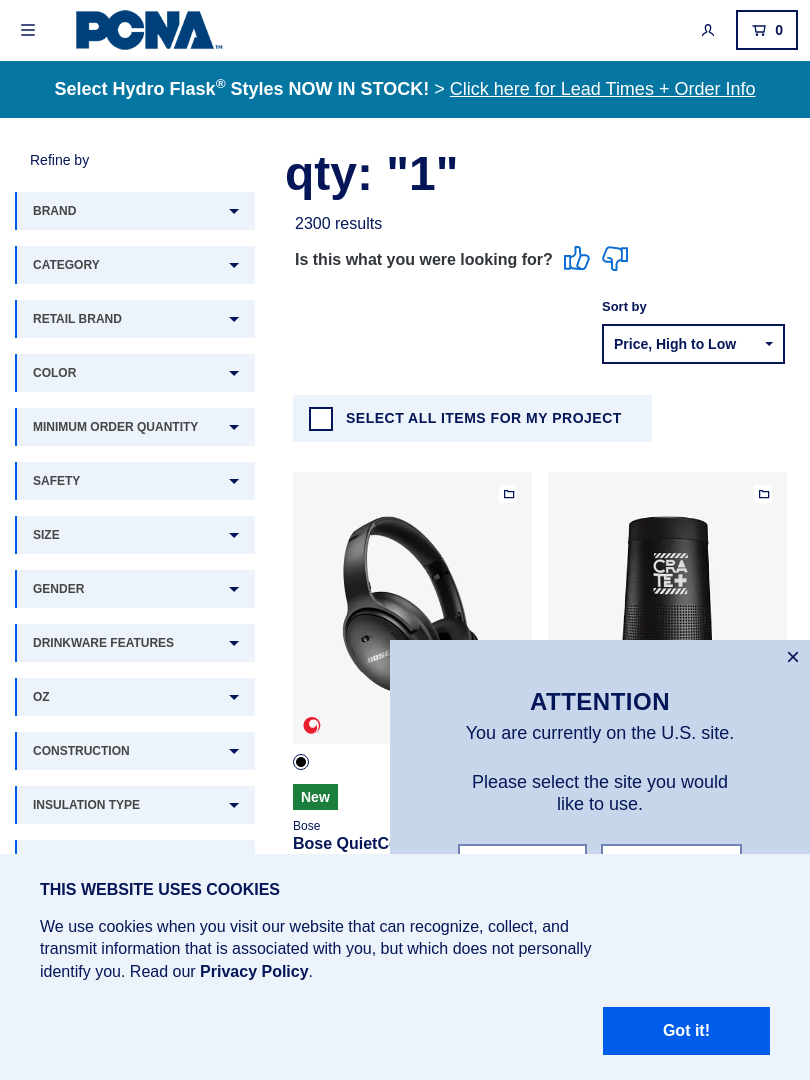 PCNA™
0
Select Hydro Flask® Styles NOW IN STOCK! > Click here for Lead Times + Order Info
Refine by
BRAND
CATEGORY
RETAIL BRAND
COLOR
MINIMUM ORDER QUANTITY
SAFETY
SIZE
GENDER
DRINKWARE FEATURES
OZ
CONSTRUCTION
INSULATION TYPE
qty: "1"
2300 results
Is this what you were looking for?
Sort by
Price, High to Low
SELECT ALL ITEMS FOR MY PROJECT
BOSE
CRA
TE+
New
Bose
Bose QuietCo
×
ATTENTION
You are currently on the U.S. site.
Please select the site you would
like to use.
THIS WEBSITE USES COOKIES
We use cookies when you visit our website that can recognize, collect, and
transmit information that is associated with you, but which does not personally
identify you. Read our Privacy Policy.
Got it!